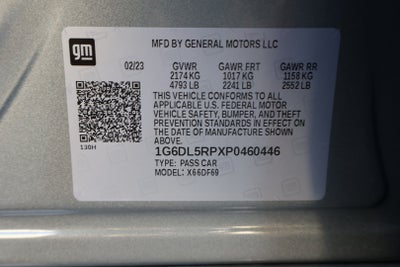 gm
MFD BY GENERAL MOTORS LLC
02/23 GVWR GAWR FRT GAWR RR
2174 KG 1017 KG 1158 KG
4793 LB 2241 LB 2552 LB
THIS VEHICLE CONFORMS TO ALL
APPLICABLE U.S. FEDERAL MOTOR
VEHICLE SAFETY, BUMPER, AND THEFT
PREVENTION STANDARDS IN EFFECT ON
THE DATE OF MANUFACTURE SHOWN ABOVE.
130H
1G6DL5RPXP0460446
TYPE: PASS CAR
MODEL: X66DF69